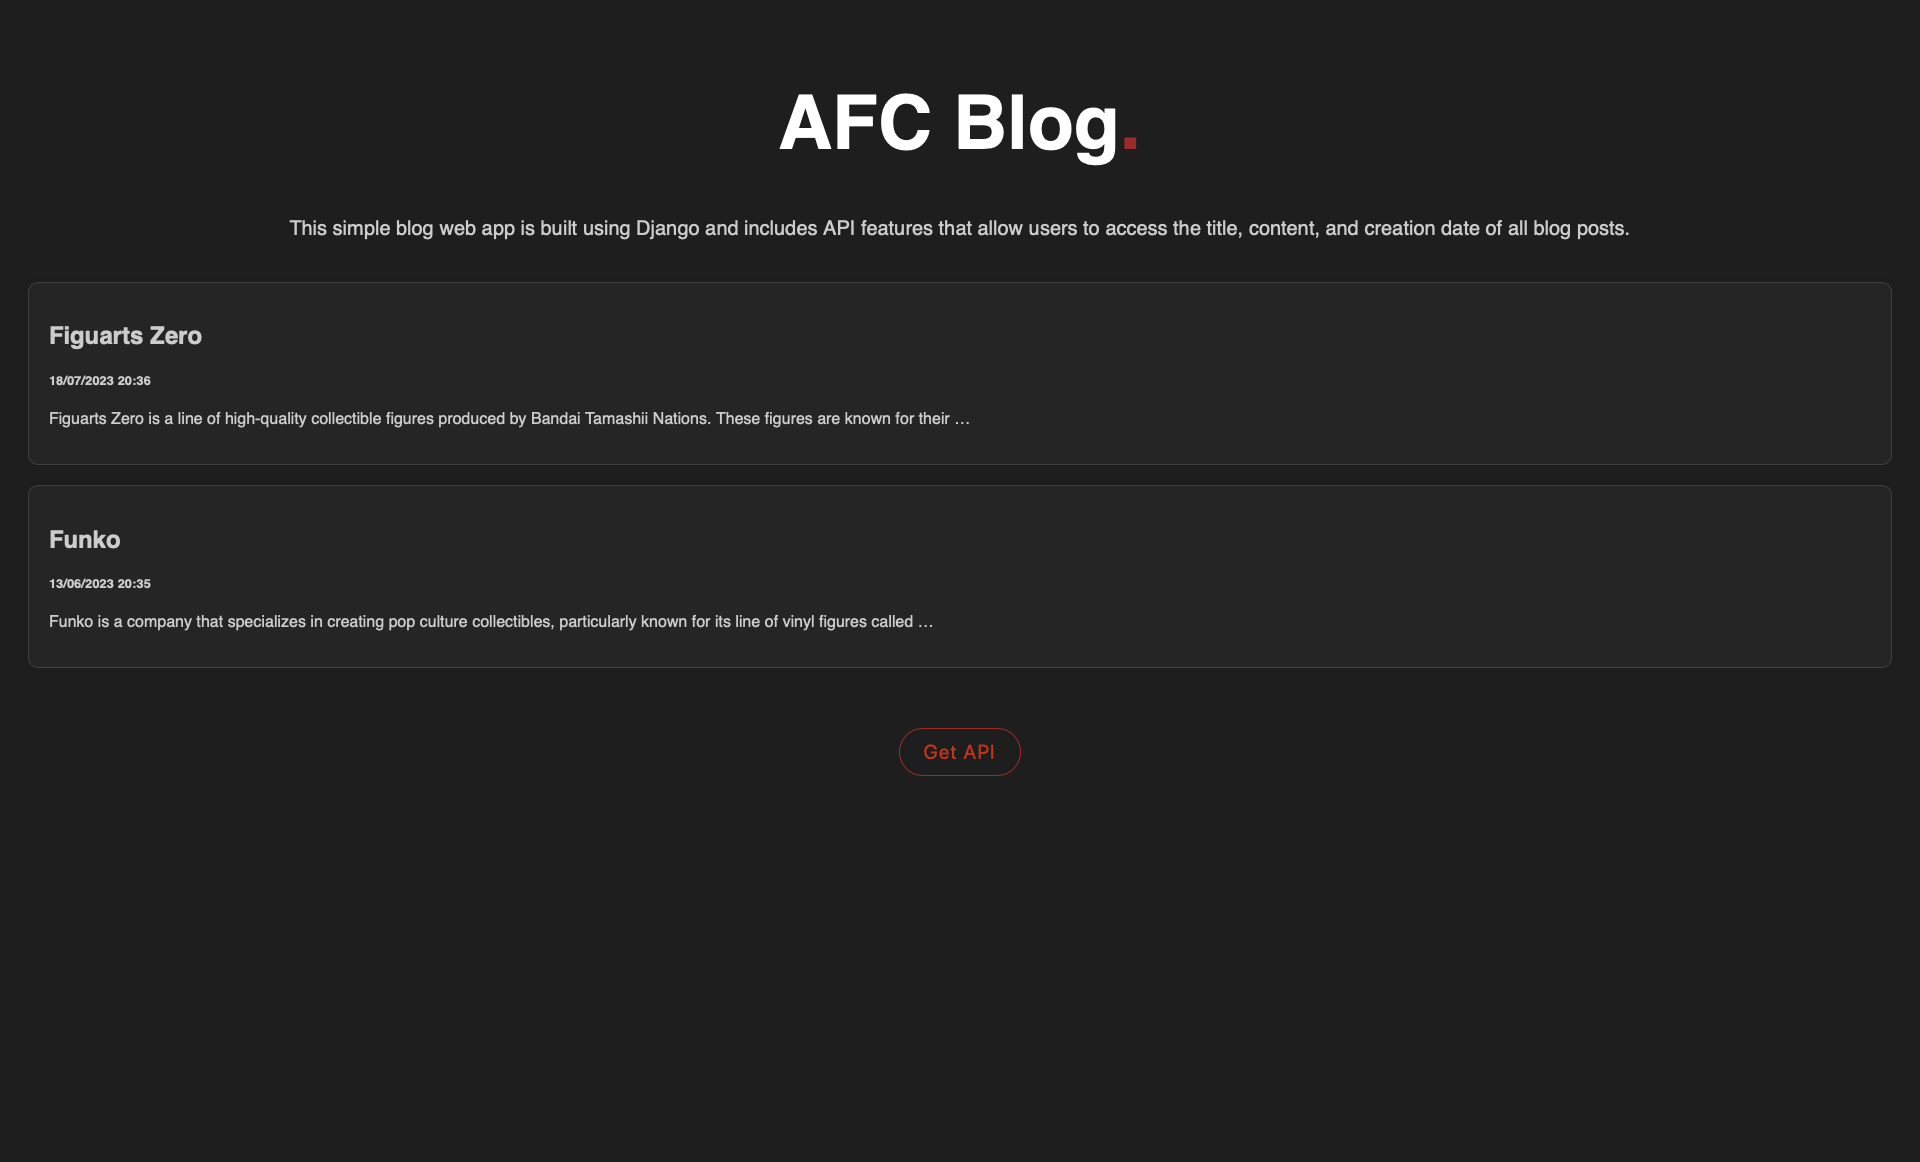 AFC Blog.
This simple blog web app is built using Django and includes API features that allow users to access the title, content, and creation date of all blog posts.
Figuarts Zero
18/07/2023 20:36
Figuarts Zero is a line of high-quality collectible figures produced by Bandai Tamashii Nations. These figures are known for their …
Funko
13/06/2023 20:35
Funko is a company that specializes in creating pop culture collectibles, particularly known for its line of vinyl figures called …
Get API